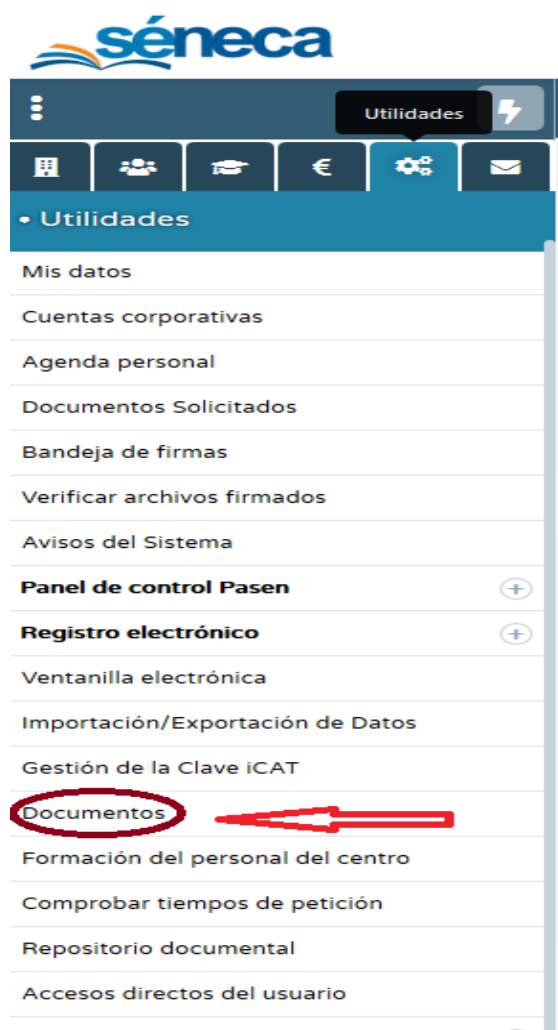 séneca
Utilidades
€
• Utilidades
Mis datos
Cuentas corporativas
Agenda personal
Documentos Solicitados
Bandeja de firmas
Verificar archivos firmados
Avisos del Sistema
Panel de control Pasen
Registro electrónico
Ventanilla electrónica
Importación/Exportación de Datos
Gestión de la Clave iCAT
Documentos
Formación del personal del centro
Comprobar tiempos de petición
Repositorio documental
Accesos directos del usuario